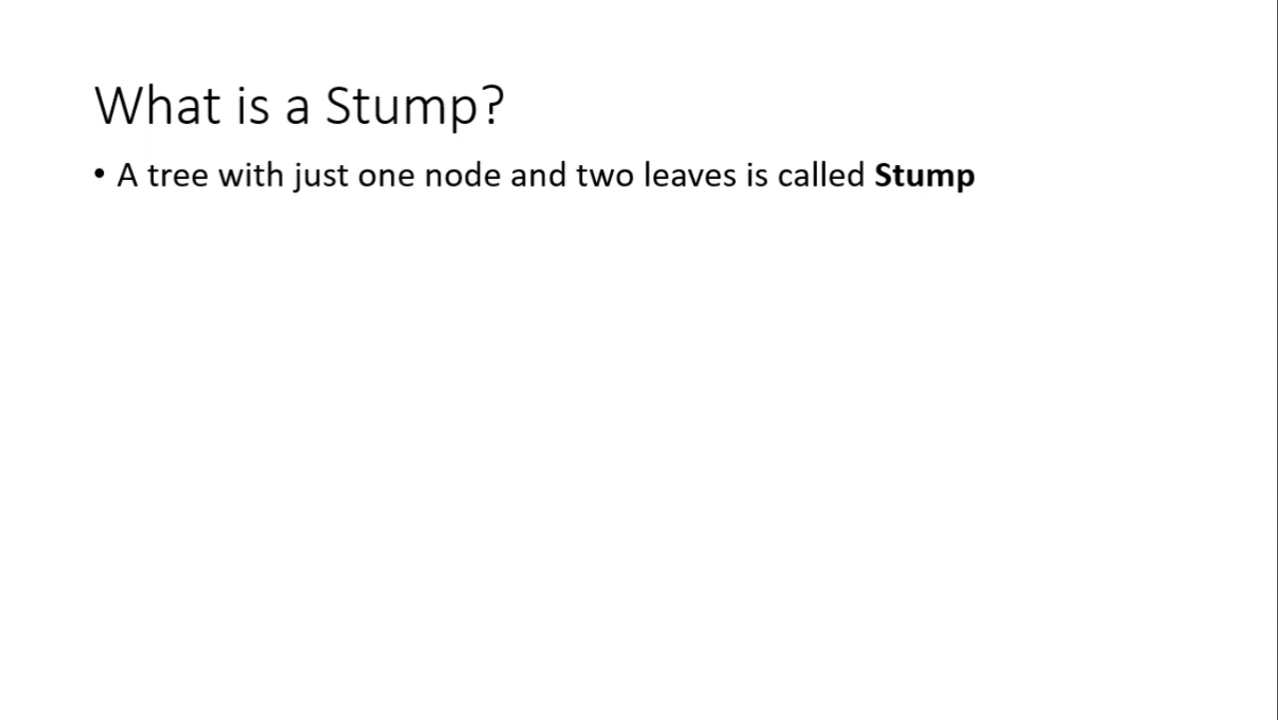 What is a Stump?
• A tree with just one node and two leaves is called Stump